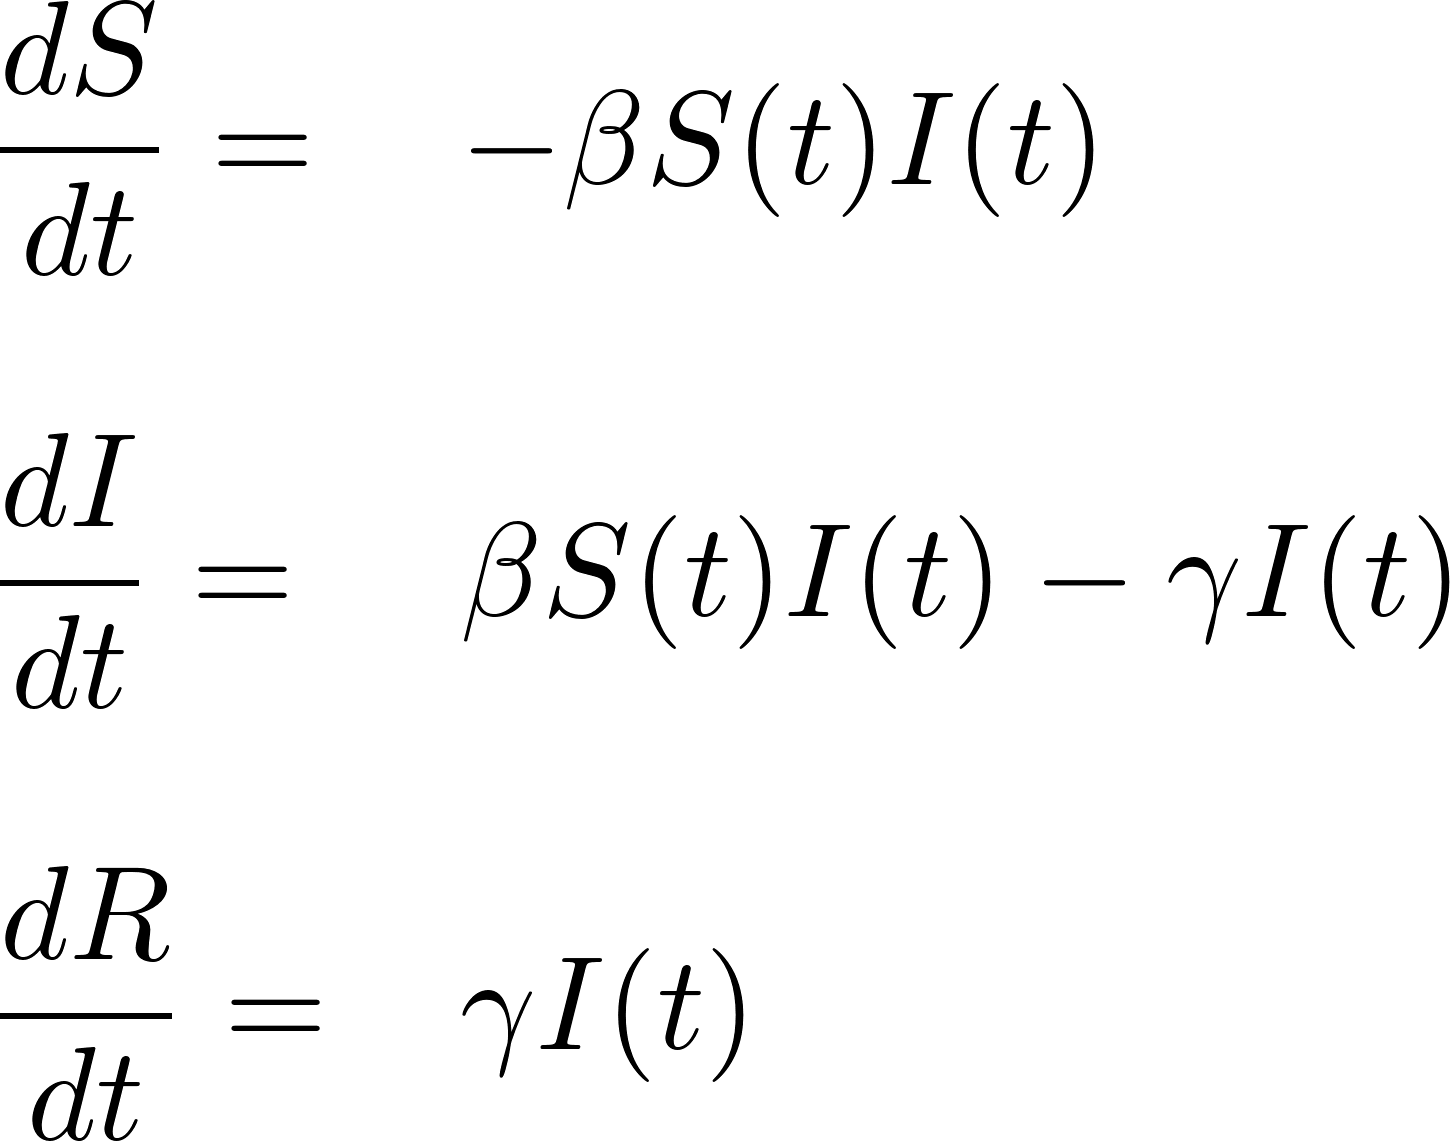 dS/dt = −βS(t)I(t)
dI/dt = βS(t)I(t) − γI(t)
dR/dt = γI(t)